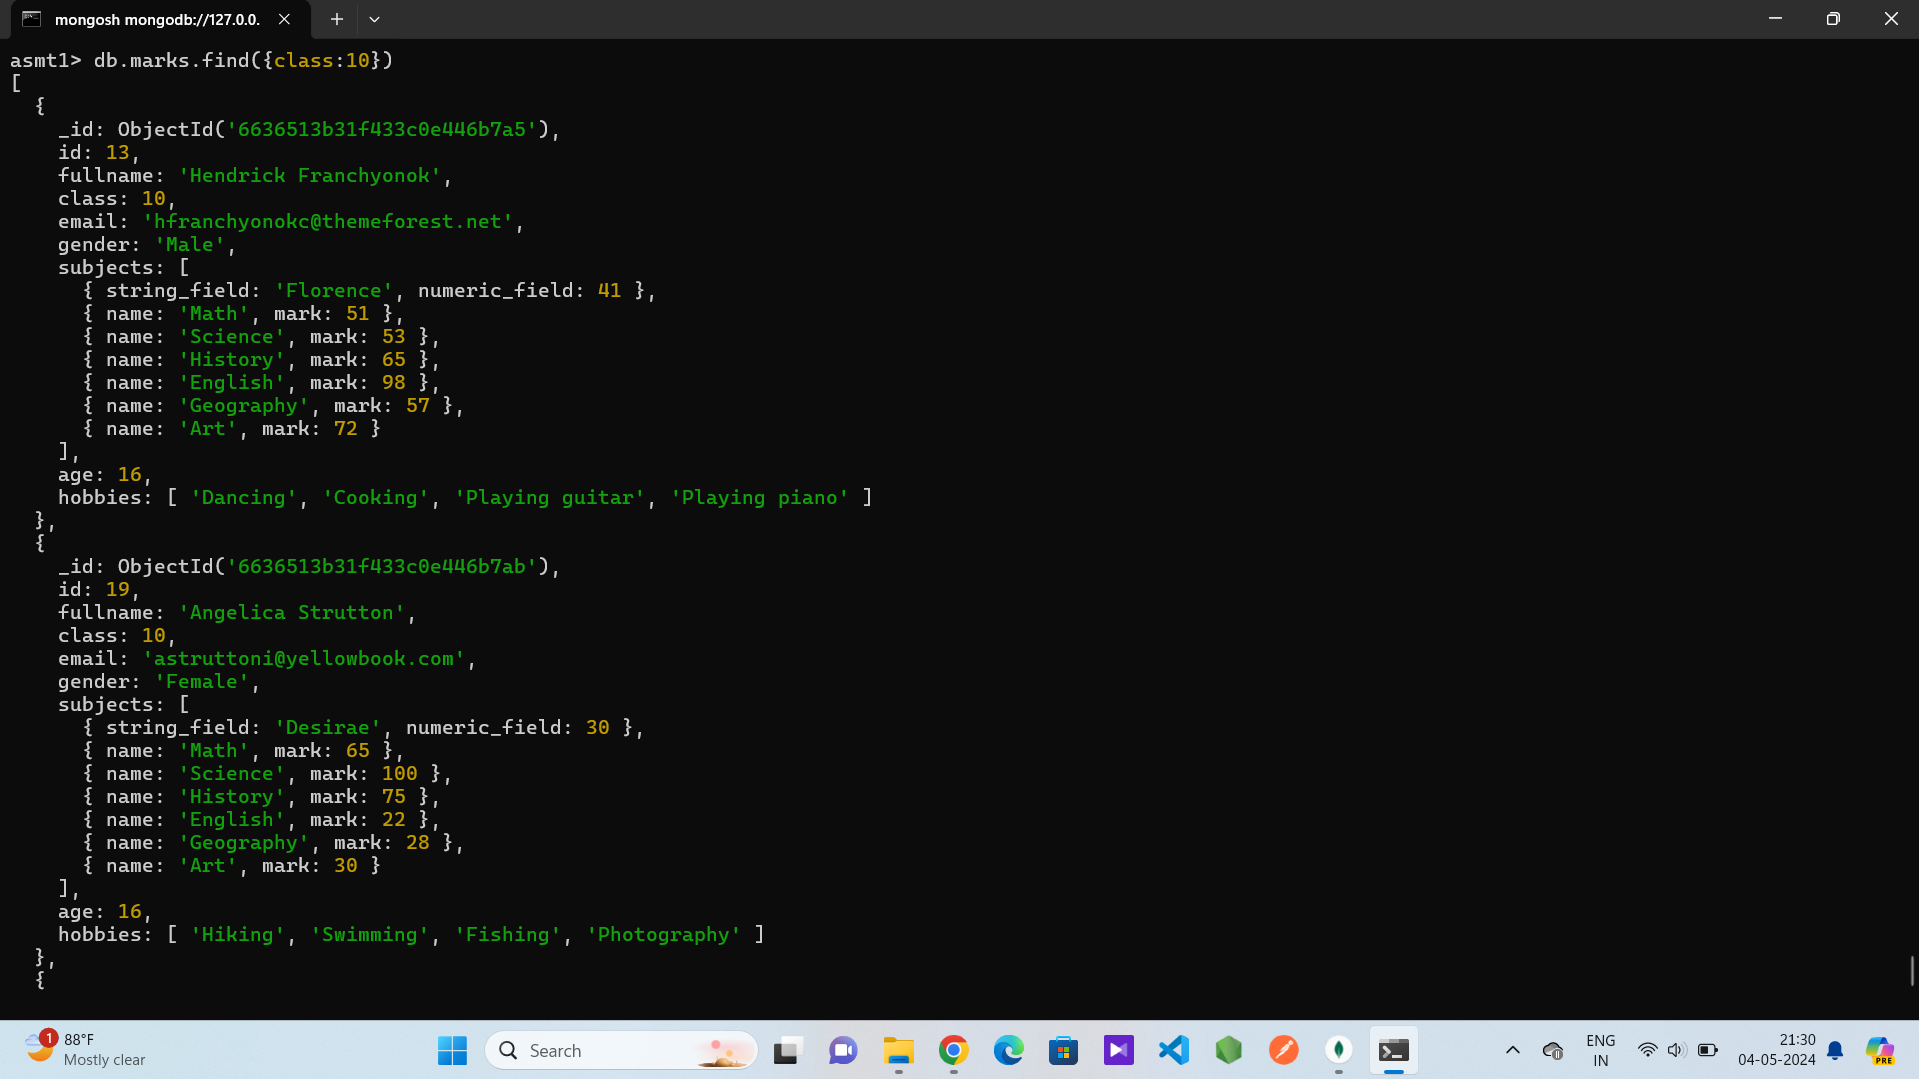 mongosh mongodb://127.0.0.
asmt1> db.marks.find({class:10})
[
  {
    _id: ObjectId('6636513b31f433c0e446b7a5'),
    id: 13,
    fullname: 'Hendrick Franchyonok',
    class: 10,
    email: 'hfranchyonokc@themeforest.net',
    gender: 'Male',
    subjects: [
      { string_field: 'Florence', numeric_field: 41 },
      { name: 'Math', mark: 51 },
      { name: 'Science', mark: 53 },
      { name: 'History', mark: 65 },
      { name: 'English', mark: 98 },
      { name: 'Geography', mark: 57 },
      { name: 'Art', mark: 72 }
    ],
    age: 16,
    hobbies: [ 'Dancing', 'Cooking', 'Playing guitar', 'Playing piano' ]
  },
  {
    _id: ObjectId('6636513b31f433c0e446b7ab'),
    id: 19,
    fullname: 'Angelica Strutton',
    class: 10,
    email: 'astruttoni@yellowbook.com',
    gender: 'Female',
    subjects: [
      { string_field: 'Desirae', numeric_field: 30 },
      { name: 'Math', mark: 65 },
      { name: 'Science', mark: 100 },
      { name: 'History', mark: 75 },
      { name: 'English', mark: 22 },
      { name: 'Geography', mark: 28 },
      { name: 'Art', mark: 30 }
    ],
    age: 16,
    hobbies: [ 'Hiking', 'Swimming', 'Fishing', 'Photography' ]
  },
  {
1
88°F
Mostly clear
Search
ENG
IN
21:30
04-05-2024
PRE